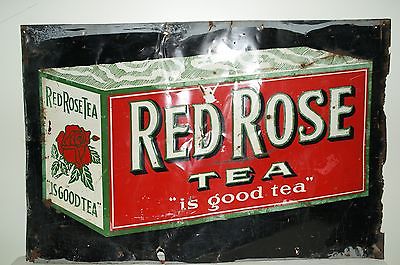 RED ROSE TEA
"IS GOOD TEA"
RED ROSE
TEA
"is good tea"